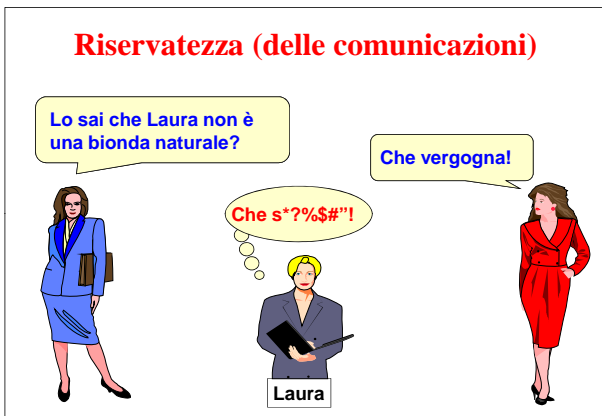 Riservatezza (delle comunicazioni)
Lo sai che Laura non è
una bionda naturale?
Che vergogna!
Che s*?%$#”!
Laura